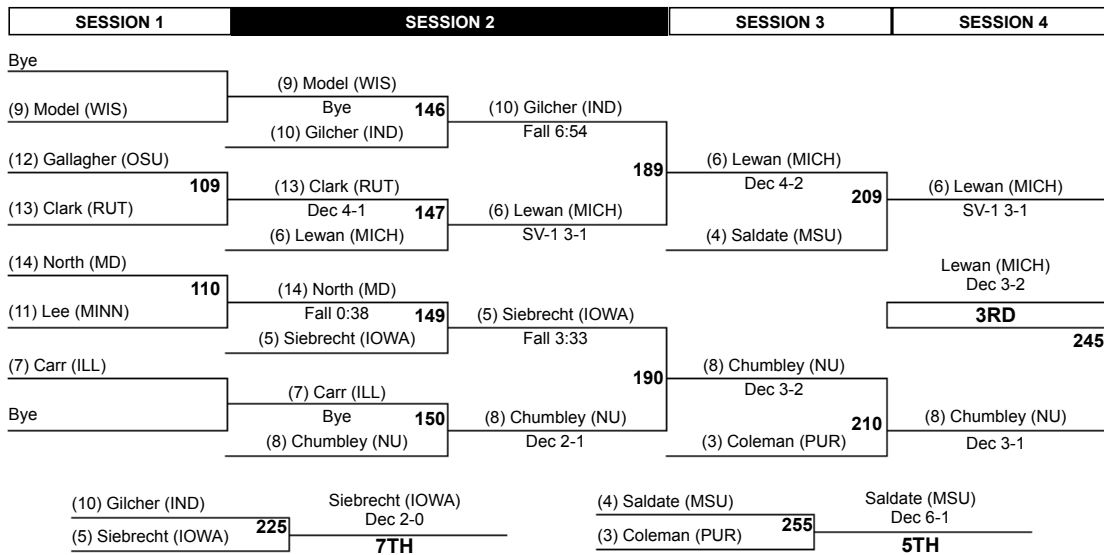 SESSION 1 SESSION 2 SESSION 3 SESSION 4
Bye
(9) Model (WIS)
(9) Model (WIS)
Bye
146
(10) Gilcher (IND)
(10) Gilcher (IND)
Fall 6:54
(12) Gallagher (OSU)
109
(13) Clark (RUT)
(13) Clark (RUT)
Dec 4-1
147
(6) Lewan (MICH)
(6) Lewan (MICH)
SV-1 3-1
189
(6) Lewan (MICH)
Dec 4-2
209
(4) Saldate (MSU)
(6) Lewan (MICH)
SV-1 3-1
(14) North (MD)
110
(11) Lee (MINN)
(14) North (MD)
Fall 0:38
149
(5) Siebrecht (IOWA)
(5) Siebrecht (IOWA)
Fall 3:33
Lewan (MICH)
Dec 3-2
3RD
245
(7) Carr (ILL)
Bye
(7) Carr (ILL)
Bye
150
(8) Chumbley (NU)
(8) Chumbley (NU)
Dec 2-1
190
(8) Chumbley (NU)
Dec 3-2
210
(3) Coleman (PUR)
(8) Chumbley (NU)
Dec 3-1
(10) Gilcher (IND)
225
(5) Siebrecht (IOWA)
Siebrecht (IOWA)
Dec 2-0
7TH
(4) Saldate (MSU)
255
(3) Coleman (PUR)
Saldate (MSU)
Dec 6-1
5TH